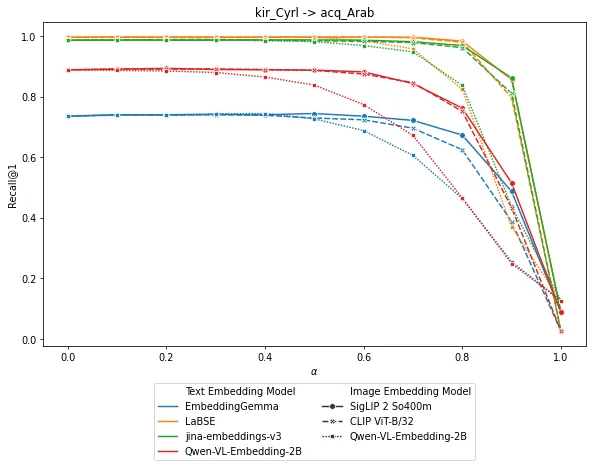 kir_Cyrl -> acq_Arab
1.0
0.8
0.6
0.4
0.2
0.0
Recall@1
0.0 0.2 0.4 0.6 0.8 1.0
α
Text Embedding Model
EmbeddingGemma
LaBSE
jina-embeddings-v3
Qwen-VL-Embedding-2B
Image Embedding Model
SigLIP 2 So400m
CLIP ViT-B/32
Qwen-VL-Embedding-2B